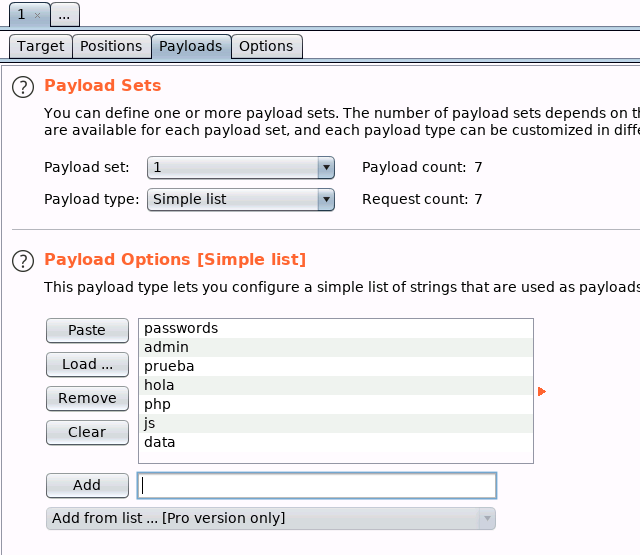 1 × ...
Target Positions Payloads Options
? Payload Sets
You can define one or more payload sets. The number of payload sets depends on
are available for each payload set, and each payload type can be customized in
Payload set: 1 Payload count: 7
Payload type: Simple list Request count: 7
? Payload Options [Simple list]
This payload type lets you configure a simple list of strings that are used as payloads
Paste
Load ...
Remove
Clear
passwords
admin
prueba
hola
php
js
data
Add
Add from list ... [Pro version only]